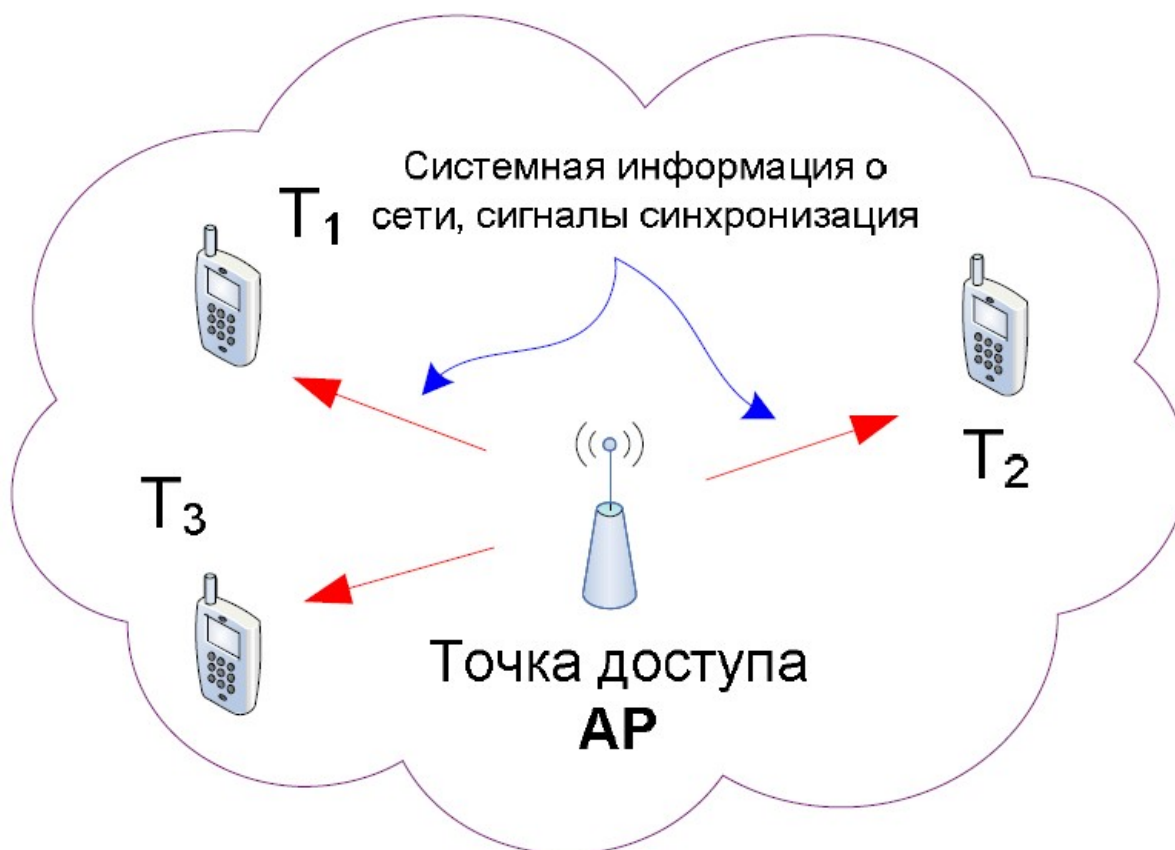 Системная информация о
сети, сигналы синхронизация
T1
T2
T3
Точка доступа
AP